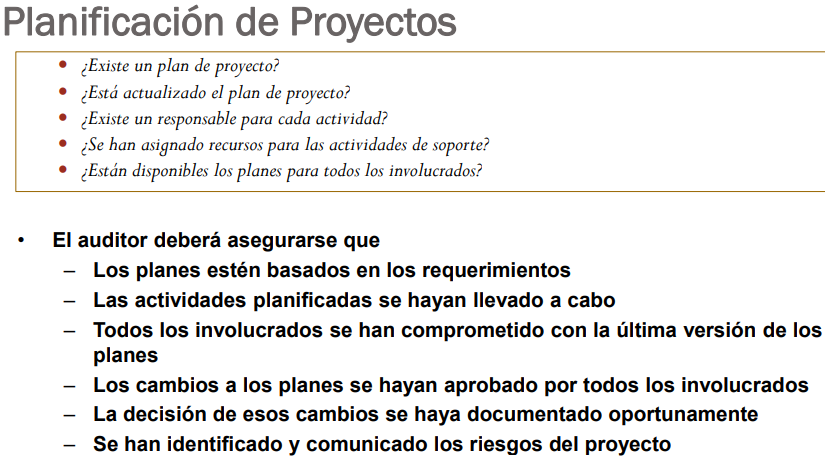 Planificación de Proyectos
• ¿Existe un plan de proyecto?
• ¿Está actualizado el plan de proyecto?
• ¿Existe un responsable para cada actividad?
• ¿Se han asignado recursos para las actividades de soporte?
• ¿Están disponibles los planes para todos los involucrados?
• El auditor deberá asegurarse que
– Los planes estén basados en los requerimientos
– Las actividades planificadas se hayan llevado a cabo
– Todos los involucrados se han comprometido con la última versión de los
planes
– Los cambios a los planes se hayan aprobado por todos los involucrados
– La decisión de esos cambios se haya documentado oportunamente
– Se han identificado y comunicado los riesgos del proyecto